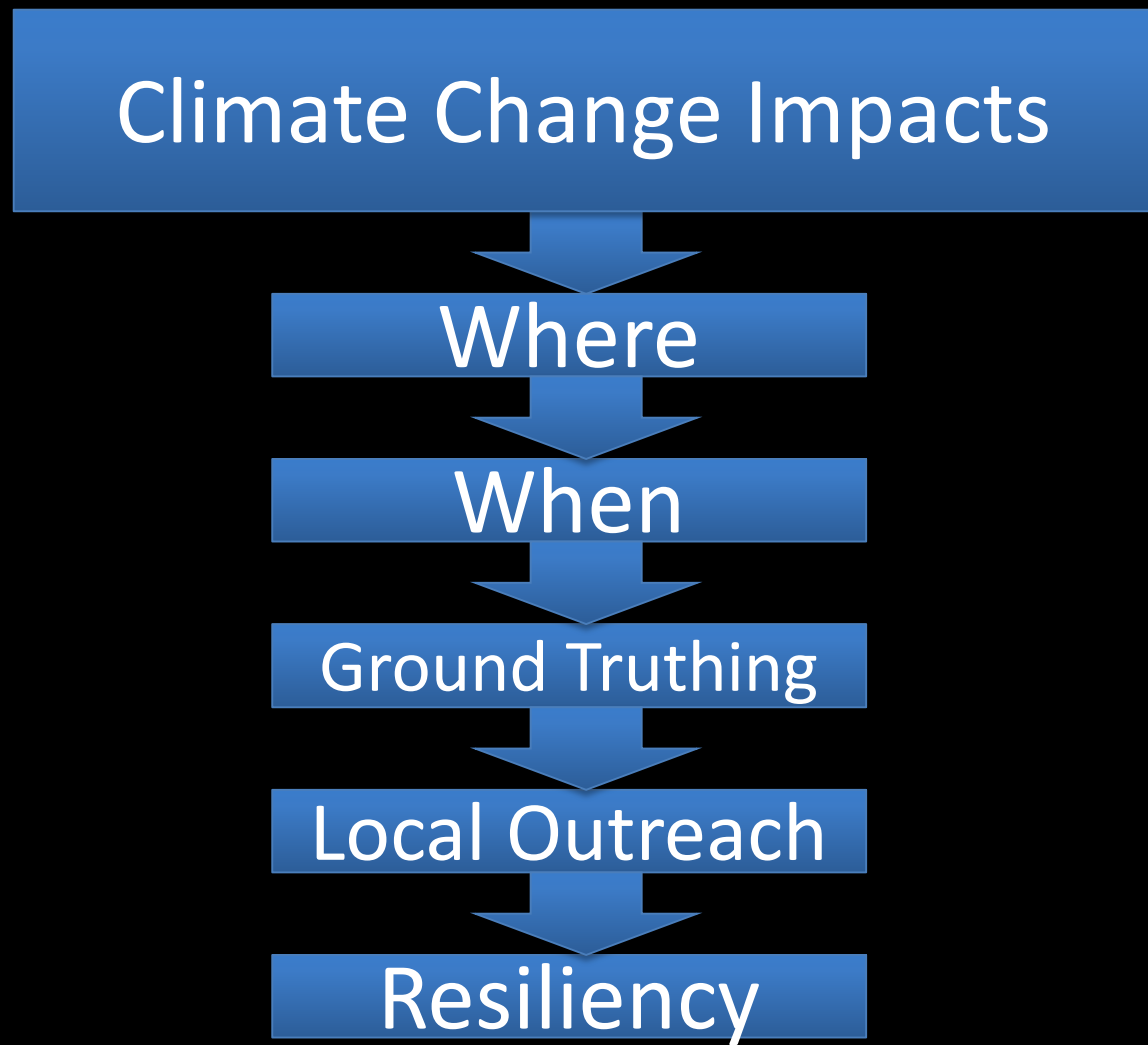 Climate Change Impacts
Where
When
Ground Truthing
Local Outreach
Resiliency